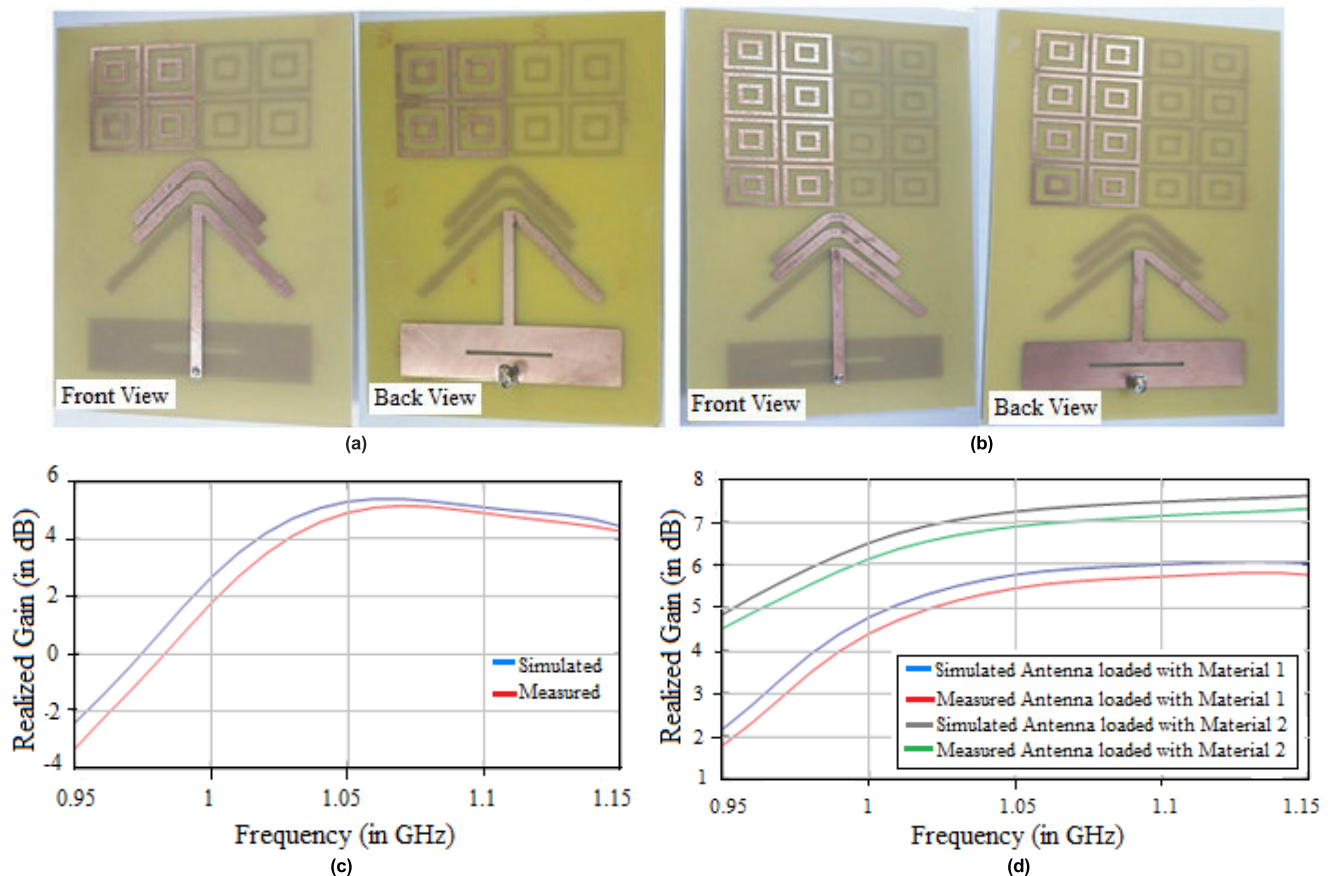 Front View
Back View
(a)
Front View
Back View
(b)
Realized Gain (in dB)
6
4
2
0
-2
-4
0.95
1
1.05
1.1
1.15
Simulated
Measured
Frequency (in GHz)
(c)
Realized Gain (in dB)
8
7
6
5
4
3
2
1
0.95
1
1.05
1.1
1.15
Simulated Antenna loaded with Material 1
Measured Antenna loaded with Material 1
Simulated Antenna loaded with Material 2
Measured Antenna loaded with Material 2
Frequency (in GHz)
(d)